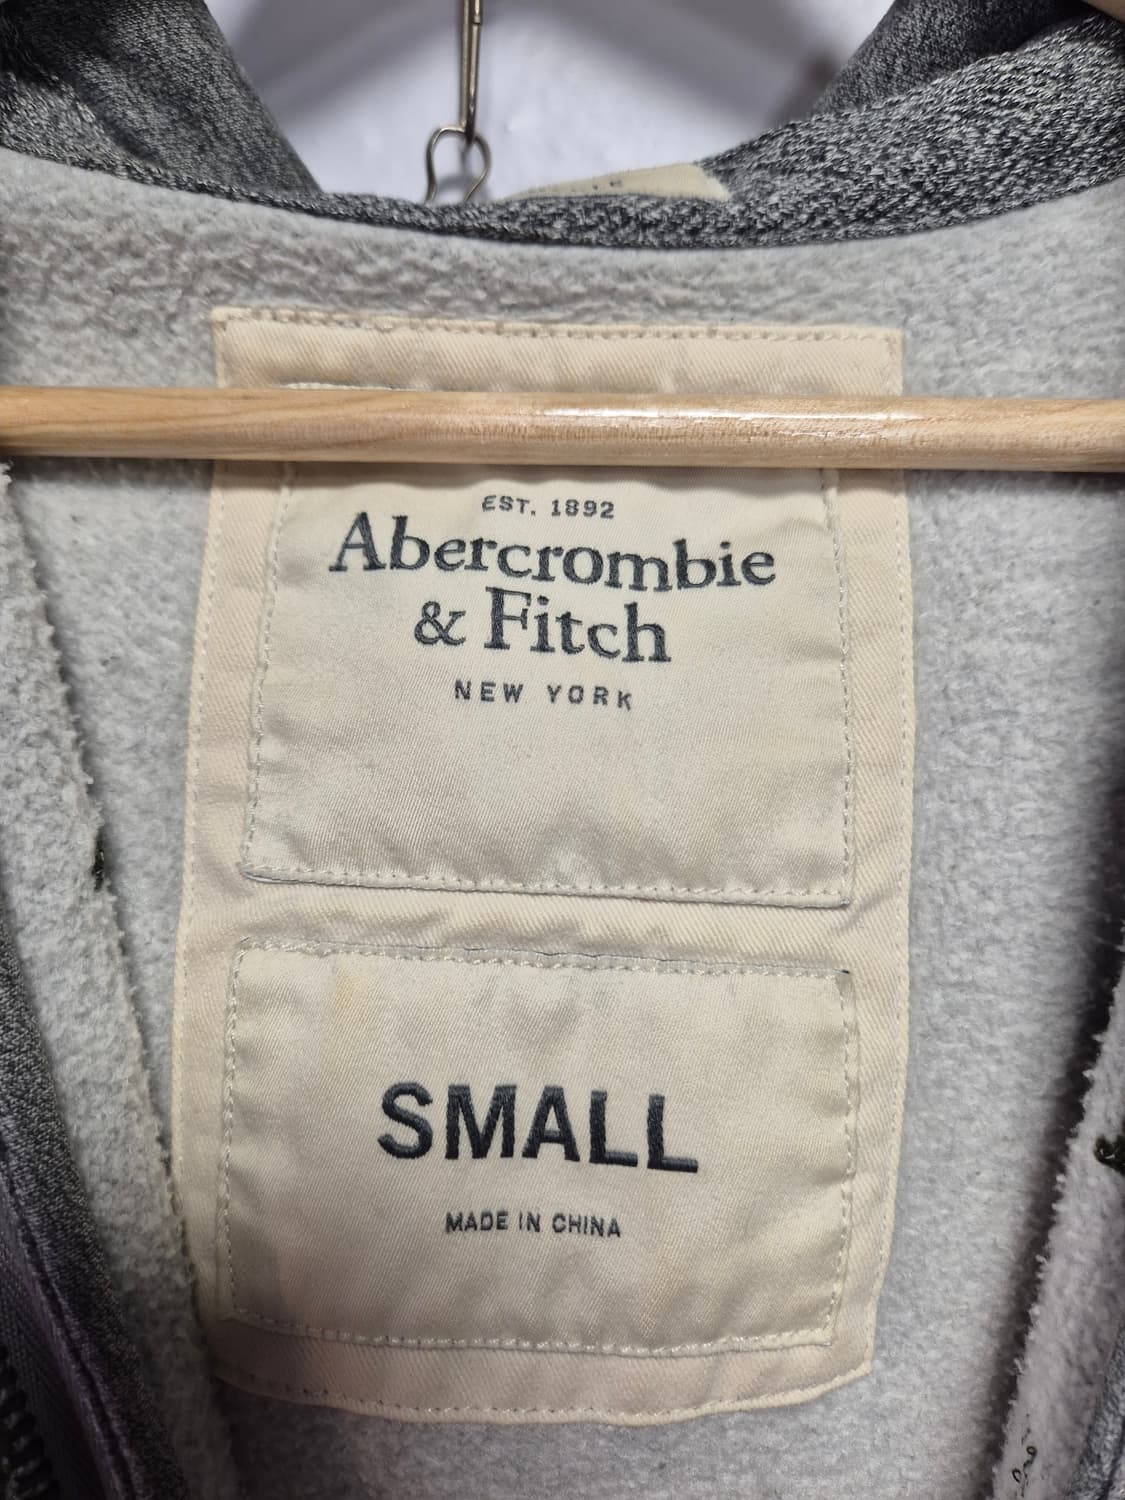 EST. 1892
Abercrombie
& Fitch
NEW YORK
SMALL
MADE IN CHINA